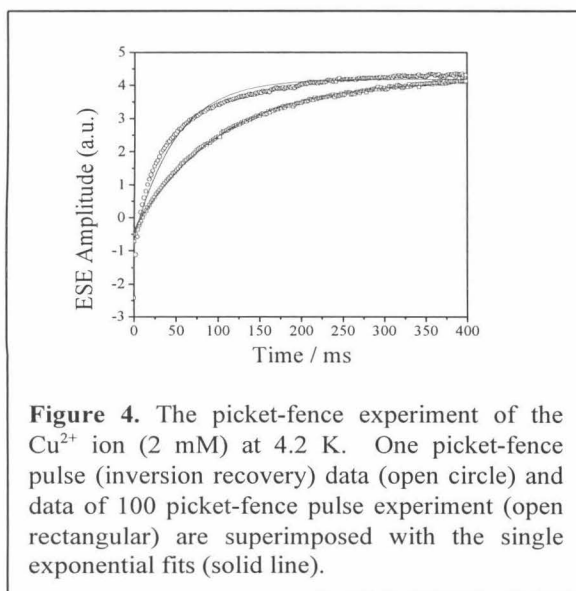 5
4
3
2
1
0
-1
-2
-3
ESE Amplitude (a.u.)
0 50 100 150 200 250 300 350 400
Time / ms
Figure 4. The picket-fence experiment of the
Cu²⁺ ion (2 mM) at 4.2 K. One picket-fence
pulse (inversion recovery) data (open circle) and
data of 100 picket-fence pulse experiment (open
rectangular) are superimposed with the single
exponential fits (solid line).